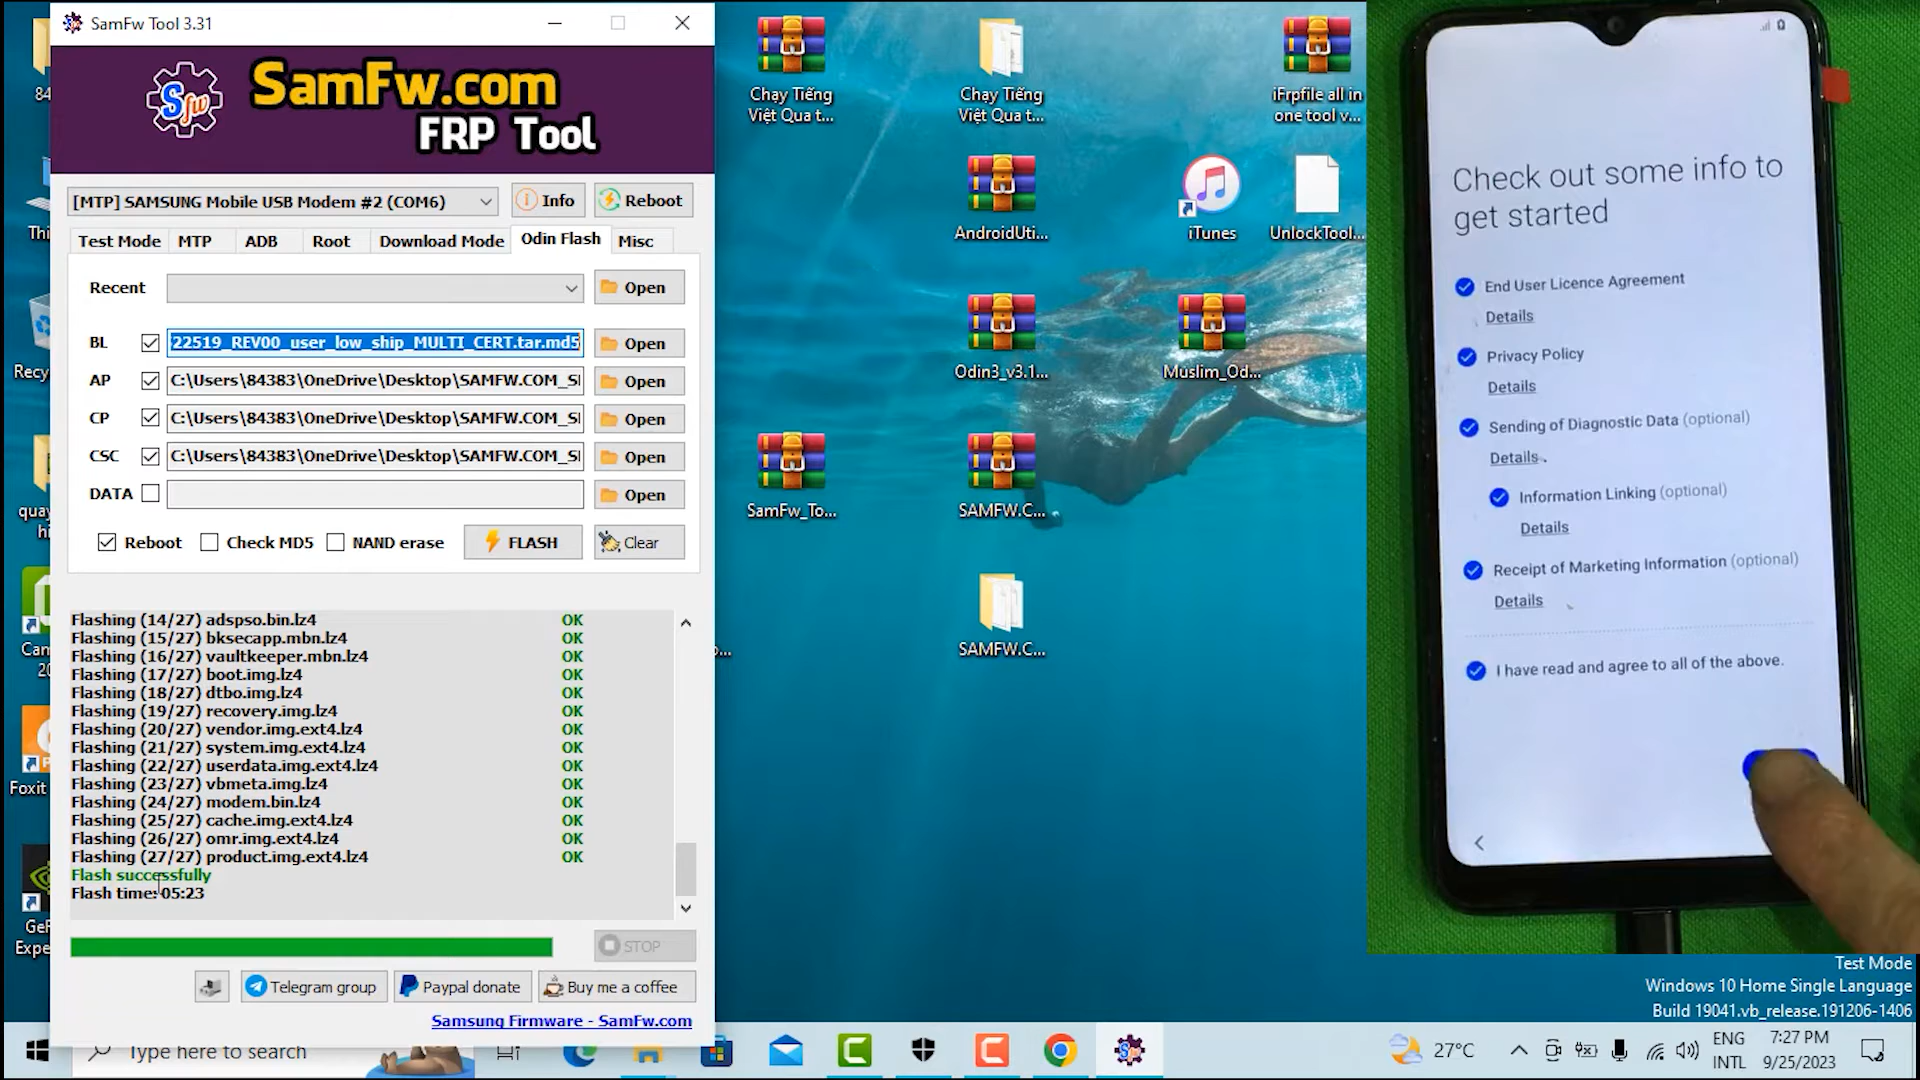 SamFw Tool 3.31
SamFw.com
FRP Tool
[MTP] SAMSUNG Mobile USB Modem #2 (COM6)
Info
Reboot
Test Mode
MTP
ADB
Root
Download Mode
Odin Flash
Misc
Recent
Open
BL
22519_REV00_user_low_ship_MULTI_CERT.tar.md5
Open
AP
C:\Users\84383\OneDrive\Desktop\SAMFW.COM_S
Open
CP
C:\Users\84383\OneDrive\Desktop\SAMFW.COM_S
Open
CSC
C:\Users\84383\OneDrive\Desktop\SAMFW.COM_S
Open
DATA
Open
Reboot
Check MD5
NAND erase
FLASH
Clear
Flashing (14/27) adspso.bin.lz4 OK
Flashing (15/27) bksecapp.mbn.lz4 OK
Flashing (16/27) vaultkeeper.mbn.lz4 OK
Flashing (17/27) boot.img.lz4 OK
Flashing (18/27) dtbo.img.lz4 OK
Flashing (19/27) recovery.img.lz4 OK
Flashing (20/27) vendor.img.ext4.lz4 OK
Flashing (21/27) system.img.ext4.lz4 OK
Flashing (22/27) userdata.img.ext4.lz4 OK
Flashing (23/27) vbmeta.img.lz4 OK
Flashing (24/27) modem.bin.lz4 OK
Flashing (25/27) cache.img.ext4.lz4 OK
Flashing (26/27) omr.img.ext4.lz4 OK
Flashing (27/27) product.img.ext4.lz4 OK
Flash successfully
Flash time: 05:23
STOP
Telegram group
Paypal donate
Buy me a coffee
Samsung Firmware - SamFw.com
84
Thi
Recy
quay
hi
Cam
20
Foxit
GeF
Expe
Chạy Tiếng
Việt Qua t...
Chạy Tiếng
Việt Qua t...
iFrpfile all in
one tool v...
AndroidUti...
iTunes
UnlockTool...
Odin3_v3.1...
Muslim_Od...
SamFw_To...
SAMFW.C...
SAMFW.C...
Check out some info to
get started
End User Licence Agreement
Details
Privacy Policy
Details
Sending of Diagnostic Data (optional)
Details
Information Linking (optional)
Details
Receipt of Marketing Information (optional)
Details
I have read and agree to all of the above.
Test Mode
Windows 10 Home Single Language
Build 19041.vb_release.191206-1406
Type here to search
27°C
ENG
INTL
7:27 PM
9/25/2023